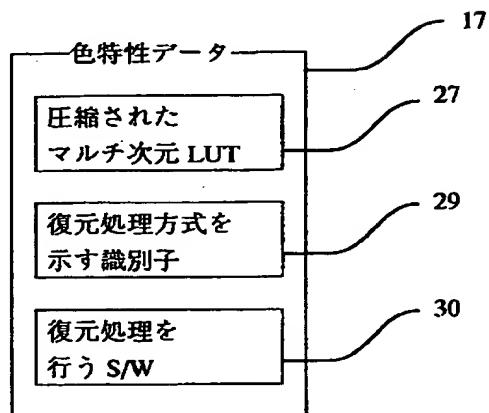 色特性データ
17
圧縮された
マルチ次元 LUT
27
復元処理方式を
示す識別子
29
復元処理を
行う S/W
30